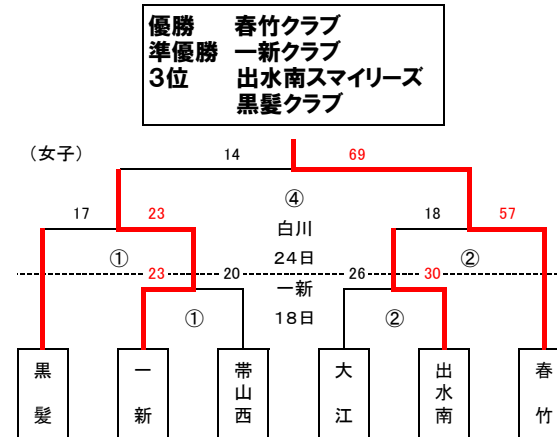 優勝 春竹クラブ
準優勝 一新クラブ
3位 出水南スマイリーズ
黒髪クラブ
(女子)
14 69
④
17 23 白川 18 57
① 24日 ②
23 20 一新 26 30
① 18日 ②
黒髪 一新 帯山西 大江 出水南 春竹